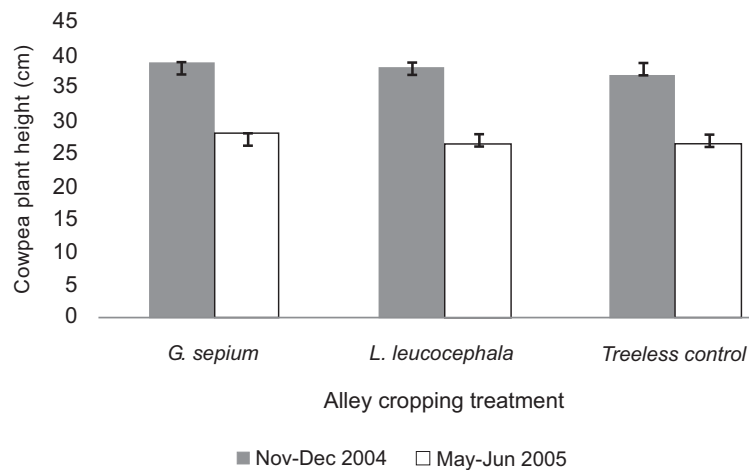 45
40
35
30
25
20
15
10
5
0
Cowpea plant height (cm)
G. sepium
L. leucocephala
Treeless control
Alley cropping treatment
Nov-Dec 2004
May-Jun 2005